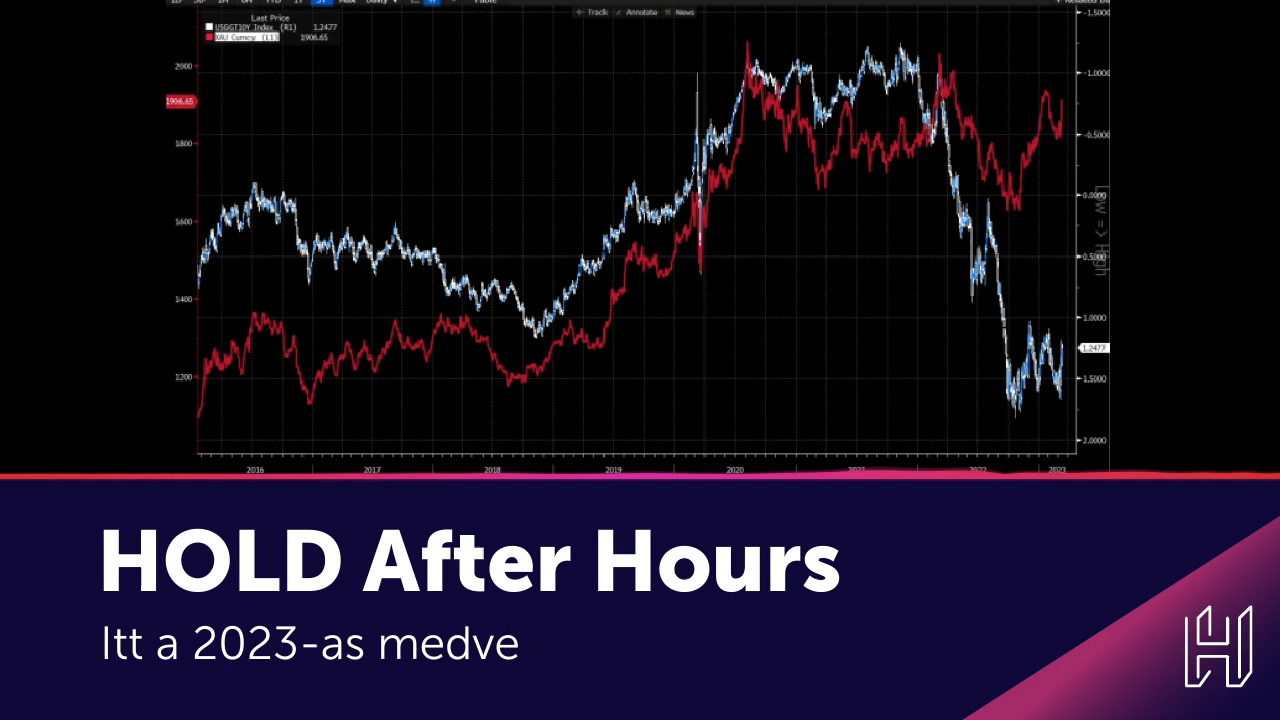 Track Annotate News
-1.5000
Last Price
USGGT10Y Index (R1) 1.2477
XAU Curncy (L1) 1906.65
2000
-1.0000
1906.65
1800
-0.5000
0.0000
1600
0.5000
Low => High
1400
1.0000
1.2477
1200
1.5000
2.0000
2016 2017 2018 2019 2020 2021 2022 2023
HOLD After Hours
Itt a 2023-as medve